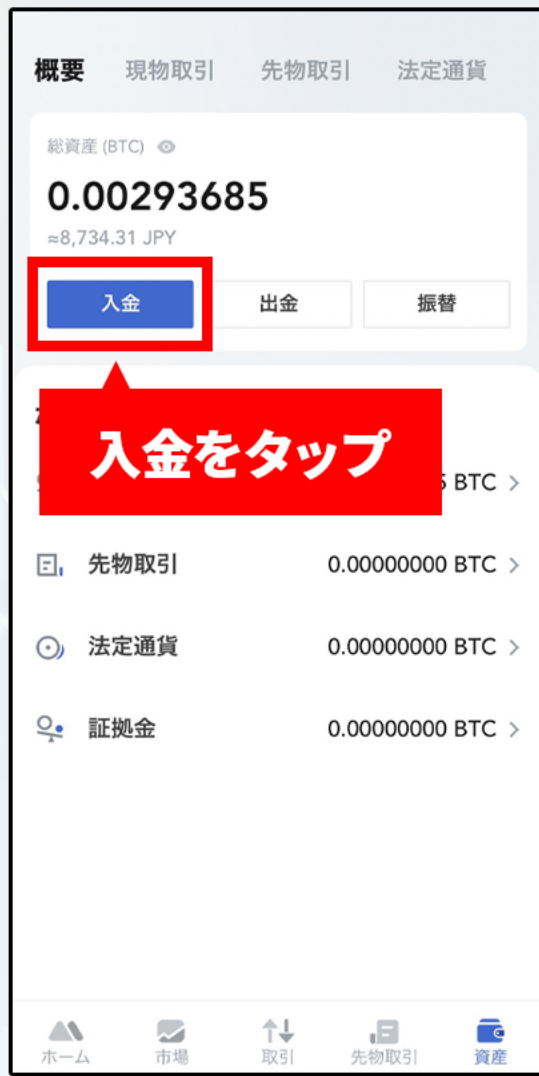 概要 現物取引 先物取引 法定通貨
総資産 (BTC)
0.00293685
≈8,734.31 JPY
入金 出金 振替
入金をタップ
BTC
先物取引 0.00000000 BTC
法定通貨 0.00000000 BTC
証拠金 0.00000000 BTC
ホーム 市場 取引 先物取引 資産